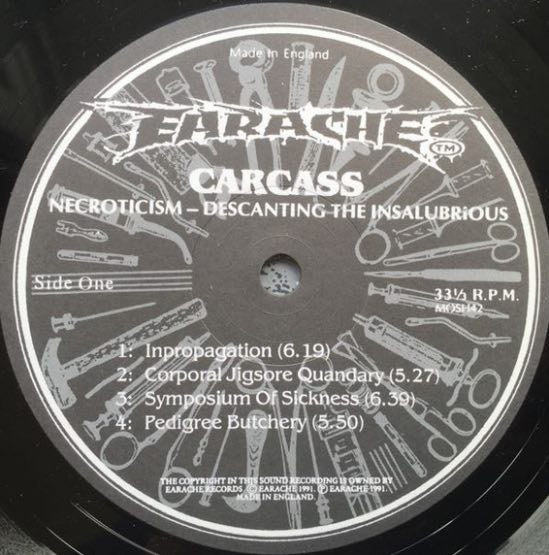 Made in England
EARACHE TM
CARCASS
NECROTICISM – DESCANTING THE INSALUBRiOUS
Side One
33⅓ R.P.M.
MOSH42
1: Inpropagation (6.19)
2: Corporal Jigsore Quandary (5.27)
3: Symposium Of Sickness (6.39)
4: Pedigree Butchery (5.50)
THE COPYRIGHT IN THIS SOUND RECORDING IS OWNED BY
EARACHE RECORDS. © EARACHE 1991. ℗ EARACHE 1991.
MADE IN ENGLAND.